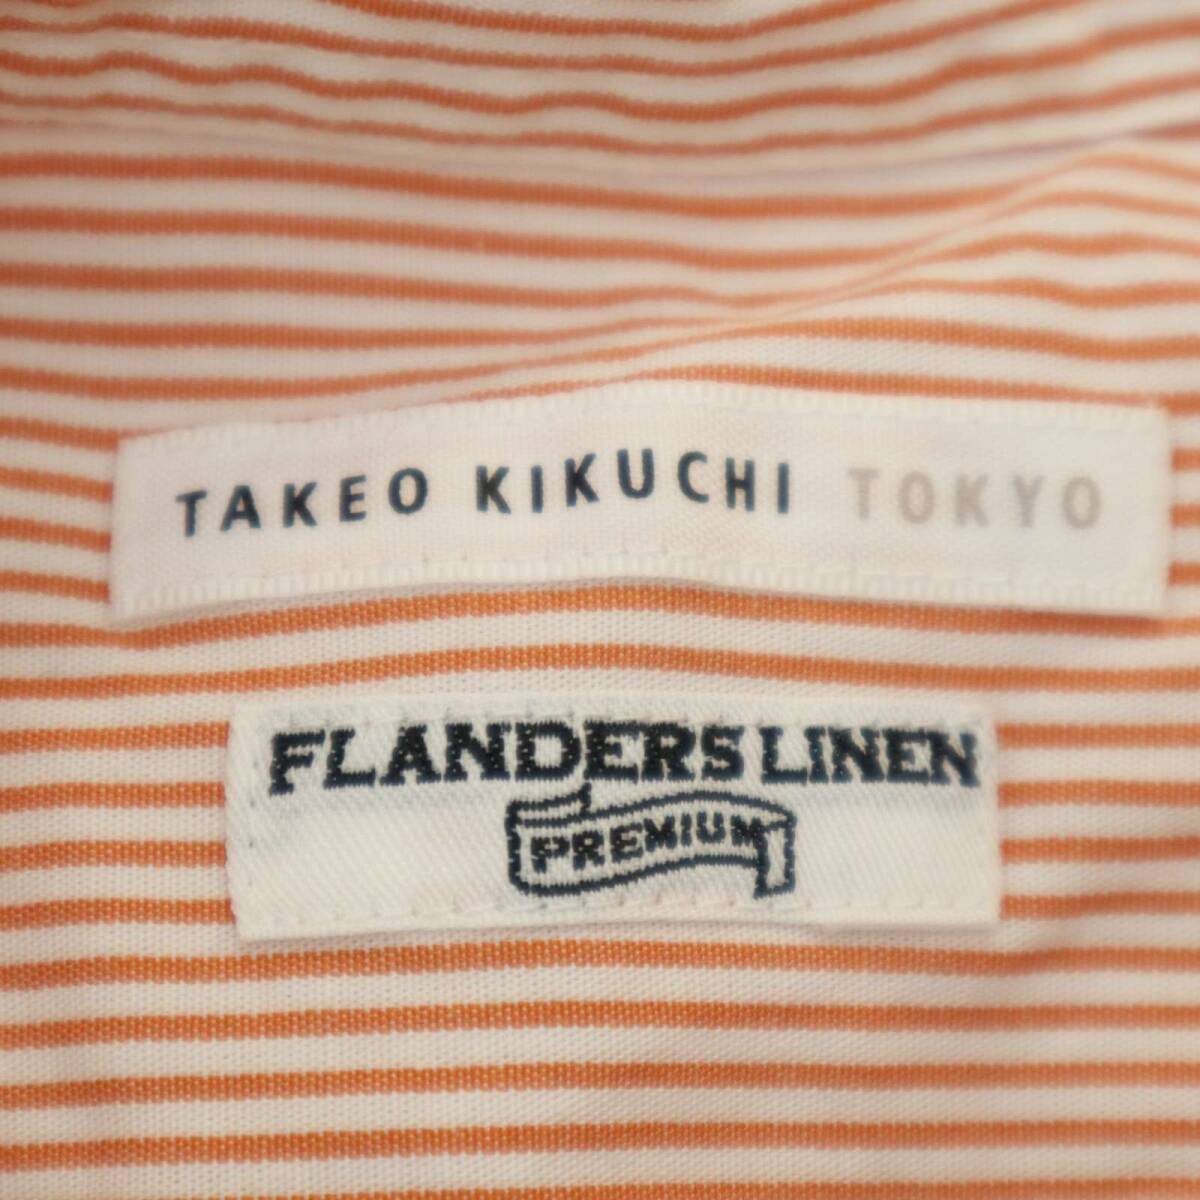 TAKEO KIKUCHI TOKYO
FLANDERS LINEN
PREMIUM